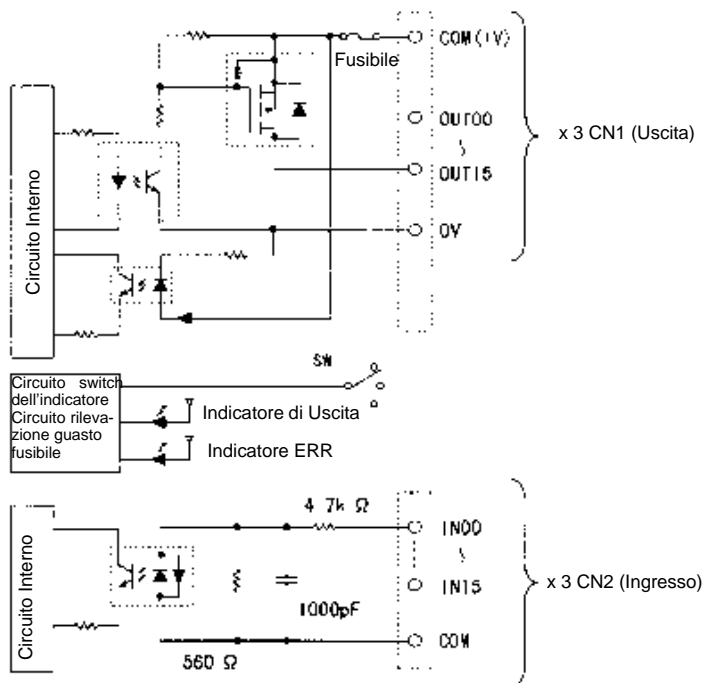 COM (+V)
Fusibile
OUT00
x 3 CN1 (Uscita)
OUT15
0V
Circuito Interno
SW
Circuito switch
dell'indicatore
Circuito rileva-
zione guasto
fusibile
Indicatore di Uscita
Indicatore ERR
4.7k Ω
IN00
x 3 CN2 (Ingresso)
IN15
1000pF
COM
560 Ω
Circuito Interno